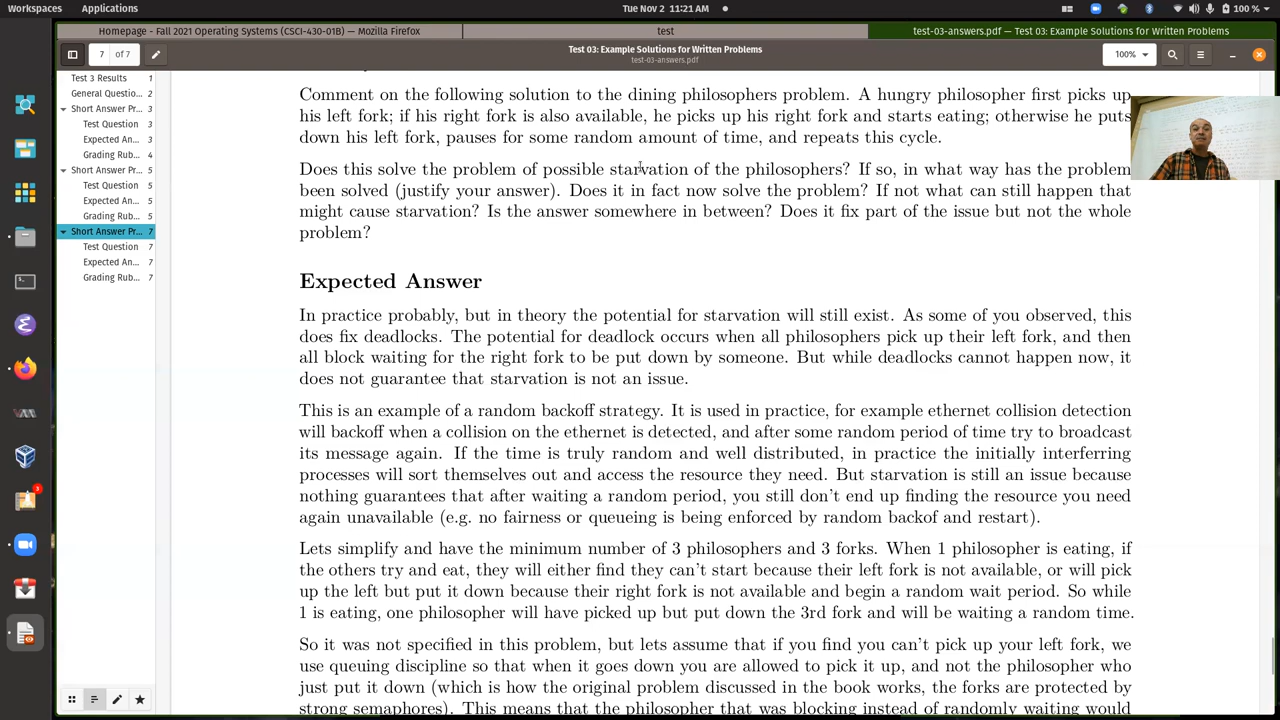 Workspaces Applications Tue Nov 2 11:21 AM 100 %
Homepage - Fall 2021 Operating Systems (CSCI-430-01B) — Mozilla Firefox test test-03-answers.pdf — Test 03: Example Solutions for Written Problems
7 of 7 Test 03: Example Solutions for Written Problems 100%
test-03-answers.pdf
Test 3 Results 1
General Questio... 2
Short Answer Pr... 3
Test Question 3
Expected An... 3
Grading Rub... 4
Short Answer Pr... 5
Test Question 5
Expected An... 5
Grading Rub... 5
Short Answer Pr... 7
Test Question 7
Expected An... 7
Grading Rub... 7
3
Comment on the following solution to the dining philosophers problem. A hungry philosopher first picks up
his left fork; if his right fork is also available, he picks up his right fork and starts eating; otherwise he puts
down his left fork, pauses for some random amount of time, and repeats this cycle.
Does this solve the problem of possible starvation of the philosophers? If so, in what way has the problem
been solved (justify your answer). Does it in fact now solve the problem? If not what can still happen that
might cause starvation? Is the answer somewhere in between? Does it fix part of the issue but not the whole
problem?
Expected Answer
In practice probably, but in theory the potential for starvation will still exist. As some of you observed, this
does fix deadlocks. The potential for deadlock occurs when all philosophers pick up their left fork, and then
all block waiting for the right fork to be put down by someone. But while deadlocks cannot happen now, it
does not guarantee that starvation is not an issue.
This is an example of a random backoff strategy. It is used in practice, for example ethernet collision detection
will backoff when a collision on the ethernet is detected, and after some random period of time try to broadcast
its message again. If the time is truly random and well distributed, in practice the initially interfering
processes will sort themselves out and access the resource they need. But starvation is still an issue because
nothing guarantees that after waiting a random period, you still don't end up finding the resource you need
again unavailable (e.g. no fairness or queueing is being enforced by random backof and restart).
Lets simplify and have the minimum number of 3 philosophers and 3 forks. When 1 philosopher is eating, if
the others try and eat, they will either find they can't start because their left fork is not available, or will pick
up the left but put it down because their right fork is not available and begin a random wait period. So while
1 is eating, one philosopher will have picked up but put down the 3rd fork and will be waiting a random time.
So it was not specified in this problem, but lets assume that if you find you can't pick up your left fork, we
use queuing discipline so that when it goes down you are allowed to pick it up, and not the philosopher who
just put it down (which is how the original problem discussed in the book works, the forks are protected by
strong semaphores). This means that the philosopher that was blocking instead of randomly waiting would